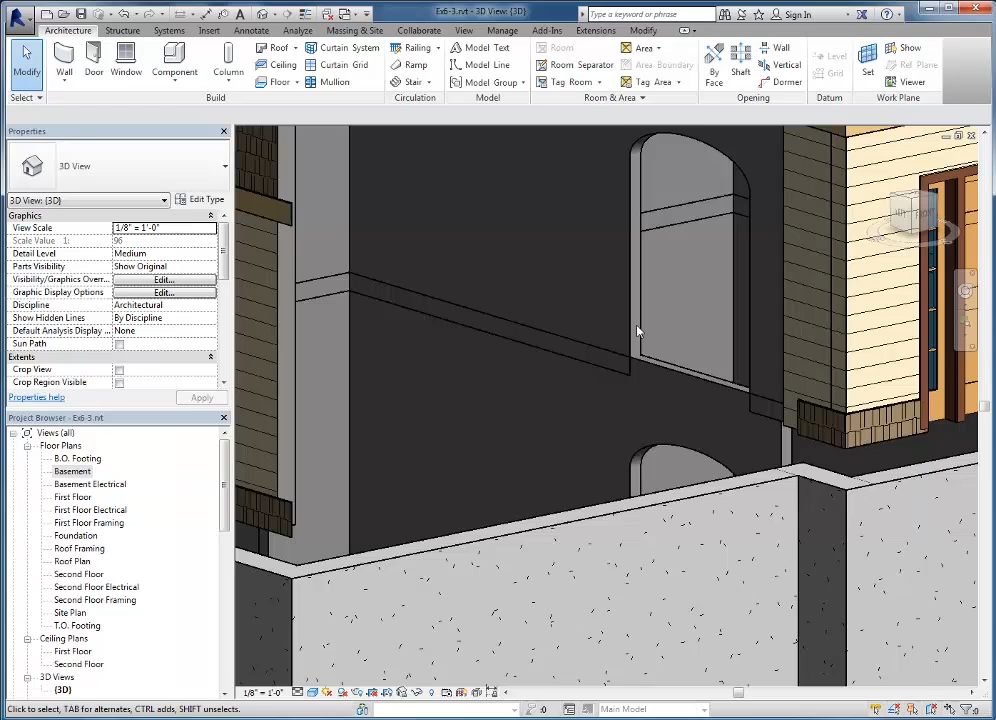 Ex6-3.rvt - 3D View: {3D}
Type a keyword or phrase
Sign In
Architecture Structure Systems Insert Annotate Analyze Massing & Site Collaborate View Manage Add-Ins Extensions Modify
Modify
Wall
Door
Window
Component
Column
Roof
Ceiling
Floor
Curtain System
Curtain Grid
Mullion
Railing
Ramp
Stair
Model Text
Model Line
Model Group
Room
Room Separator
Tag Room
Area
Area Boundary
Tag Area
By Face
Shaft
Wall
Vertical
Dormer
Level
Grid
Set
Show
Ref Plane
Viewer
Select Build Circulation Model Room & Area Opening Datum Work Plane
Properties
3D View
3D View: {3D} Edit Type
Graphics
View Scale 1/8" = 1'-0"
Scale Value 1: 96
Detail Level Medium
Parts Visibility Show Original
Visibility/Graphics Overr... Edit...
Graphic Display Options Edit...
Discipline Architectural
Show Hidden Lines By Discipline
Default Analysis Display ... None
Sun Path
Extents
Crop View
Crop Region Visible
Properties help Apply
Project Browser - Ex6-3.rvt
Views (all)
Floor Plans
B.O. Footing
Basement
Basement Electrical
First Floor
First Floor Electrical
First Floor Framing
Foundation
Roof Framing
Roof Plan
Second Floor
Second Floor Electrical
Second Floor Framing
Site Plan
T.O. Footing
Ceiling Plans
First Floor
Second Floor
3D Views
{3D}
1/8" = 1'-0"
Click to select, TAB for alternates, CTRL adds, SHIFT unselects.
:0
Main Model
:0